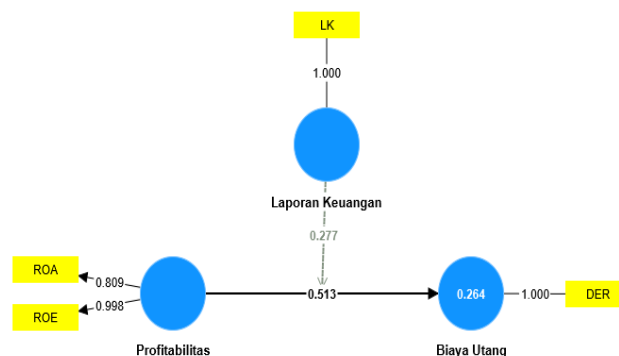 LK
1.000
Laporan Keuangan
0.277
ROA
0.809
ROE
0.998
0.513
0.264
1.000
DER
Profitabilitas
Biaya Utang